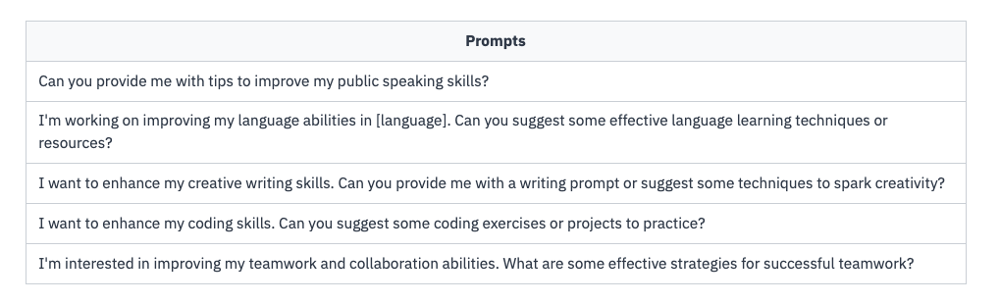 Prompts
Can you provide me with tips to improve my public speaking skills?
I'm working on improving my language abilities in [language]. Can you suggest some effective language learning techniques or
resources?
I want to enhance my creative writing skills. Can you provide me with a writing prompt or suggest some techniques to spark creativity?
I want to enhance my coding skills. Can you suggest some coding exercises or projects to practice?
I'm interested in improving my teamwork and collaboration abilities. What are some effective strategies for successful teamwork?